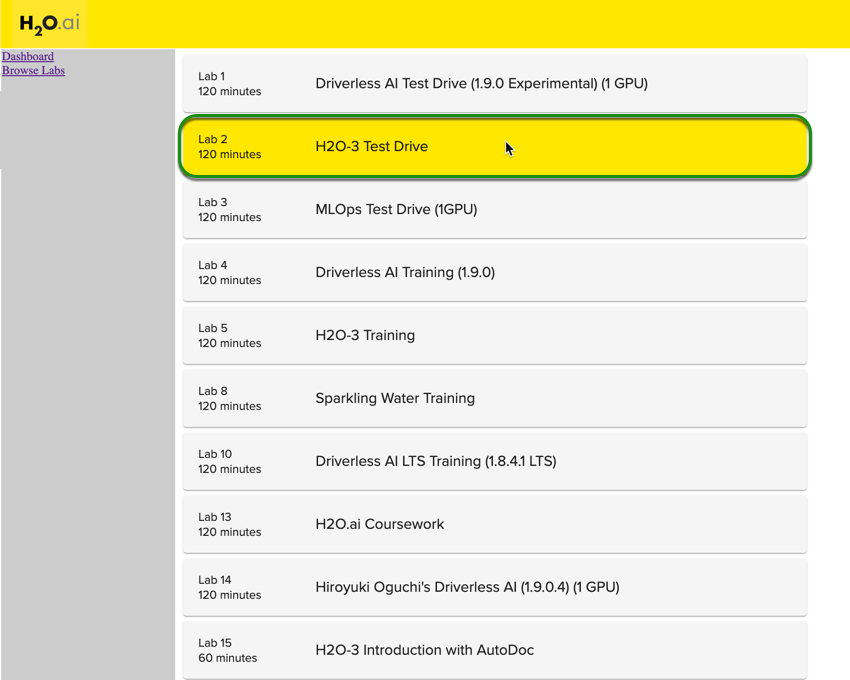 H2O.ai
Dashboard
Browse Labs
Lab 1
120 minutes
Driverless AI Test Drive (1.9.0 Experimental) (1 GPU)
Lab 2
120 minutes
H2O-3 Test Drive
Lab 3
120 minutes
MLOps Test Drive (1GPU)
Lab 4
120 minutes
Driverless AI Training (1.9.0)
Lab 5
120 minutes
H2O-3 Training
Lab 8
120 minutes
Sparkling Water Training
Lab 10
120 minutes
Driverless AI LTS Training (1.8.4.1 LTS)
Lab 13
120 minutes
H2O.ai Coursework
Lab 14
120 minutes
Hiroyuki Oguchi's Driverless AI (1.9.0.4) (1 GPU)
Lab 15
60 minutes
H2O-3 Introduction with AutoDoc